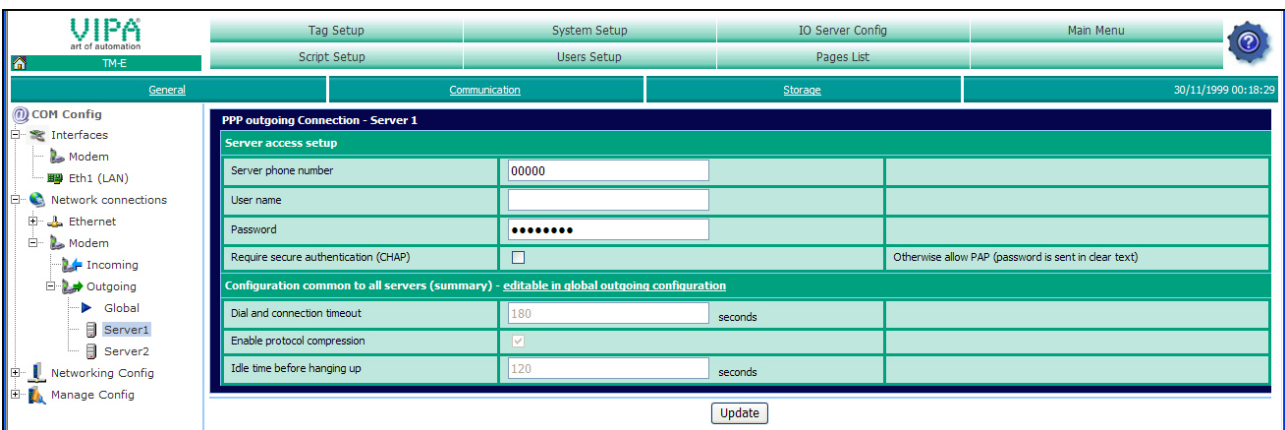 VIPA
art of automation
TM-E
Tag Setup
System Setup
IO Server Config
Main Menu
Script Setup
Users Setup
Pages List
General
Communication
Storage
30/11/1999 00:18:29
COM Config
Interfaces
Modem
Eth1 (LAN)
Network connections
Ethernet
Modem
Incoming
Outgoing
Global
Server1
Server2
Networking Config
Manage Config
PPP outgoing Connection - Server 1
Server access setup
Server phone number 00000
User name
Password ••••••••
Require secure authentication (CHAP) Otherwise allow PAP (password is sent in clear text)
Configuration common to all servers (summary) - editable in global outgoing configuration
Dial and connection timeout 180 seconds
Enable protocol compression
Idle time before hanging up 120 seconds
Update